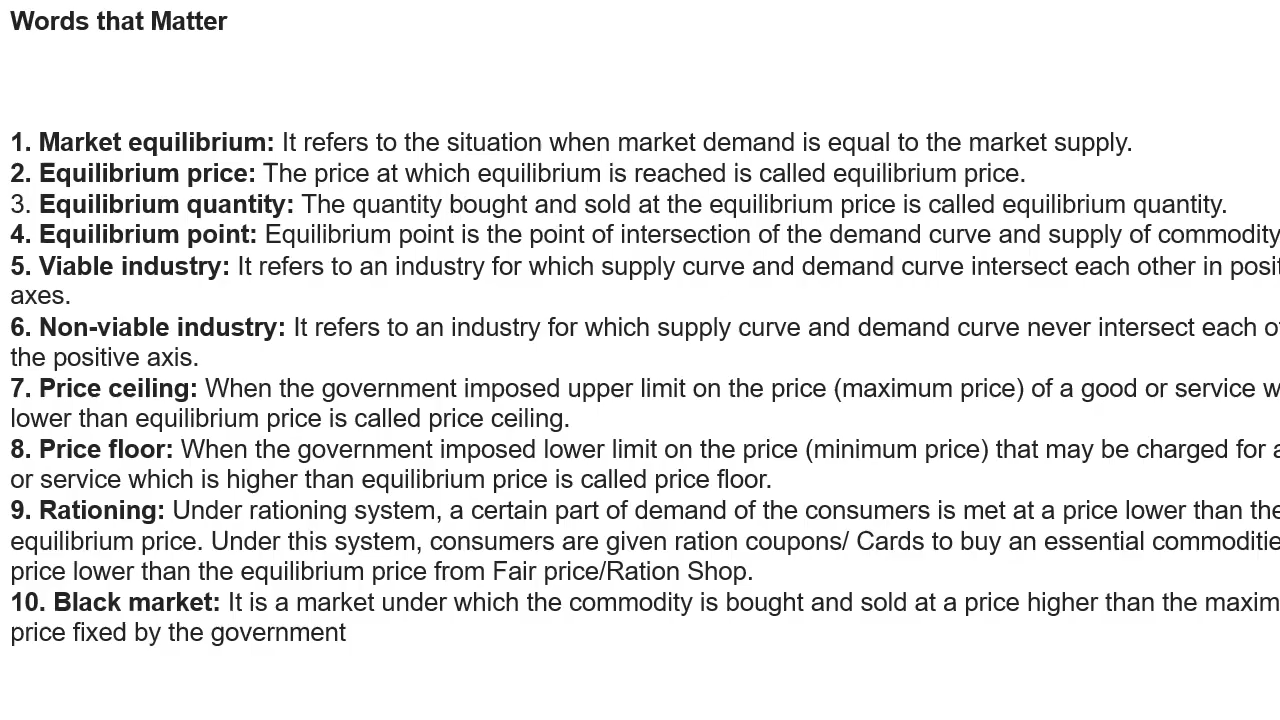 Words that Matter
1. Market equilibrium: It refers to the situation when market demand is equal to the market supply.
2. Equilibrium price: The price at which equilibrium is reached is called equilibrium price.
3. Equilibrium quantity: The quantity bought and sold at the equilibrium price is called equilibrium quantity.
4. Equilibrium point: Equilibrium point is the point of intersection of the demand curve and supply of commodity
5. Viable industry: It refers to an industry for which supply curve and demand curve intersect each other in
axes.
6. Non-viable industry: It refers to an industry for which supply curve and demand curve never intersect each
the positive axis.
7. Price ceiling: When the government imposed upper limit on the price (maximum price) of a good or service
lower than equilibrium price is called price ceiling.
8. Price floor: When the government imposed lower limit on the price (minimum price) that may be charged for
or service which is higher than equilibrium price is called price floor.
9. Rationing: Under rationing system, a certain part of demand of the consumers is met at a price lower than the
equilibrium price. Under this system, consumers are given ration coupons/ Cards to buy an essential
price lower than the equilibrium price from Fair price/Ration Shop.
10. Black market: It is a market under which the commodity is bought and sold at a price higher than the
price fixed by the government